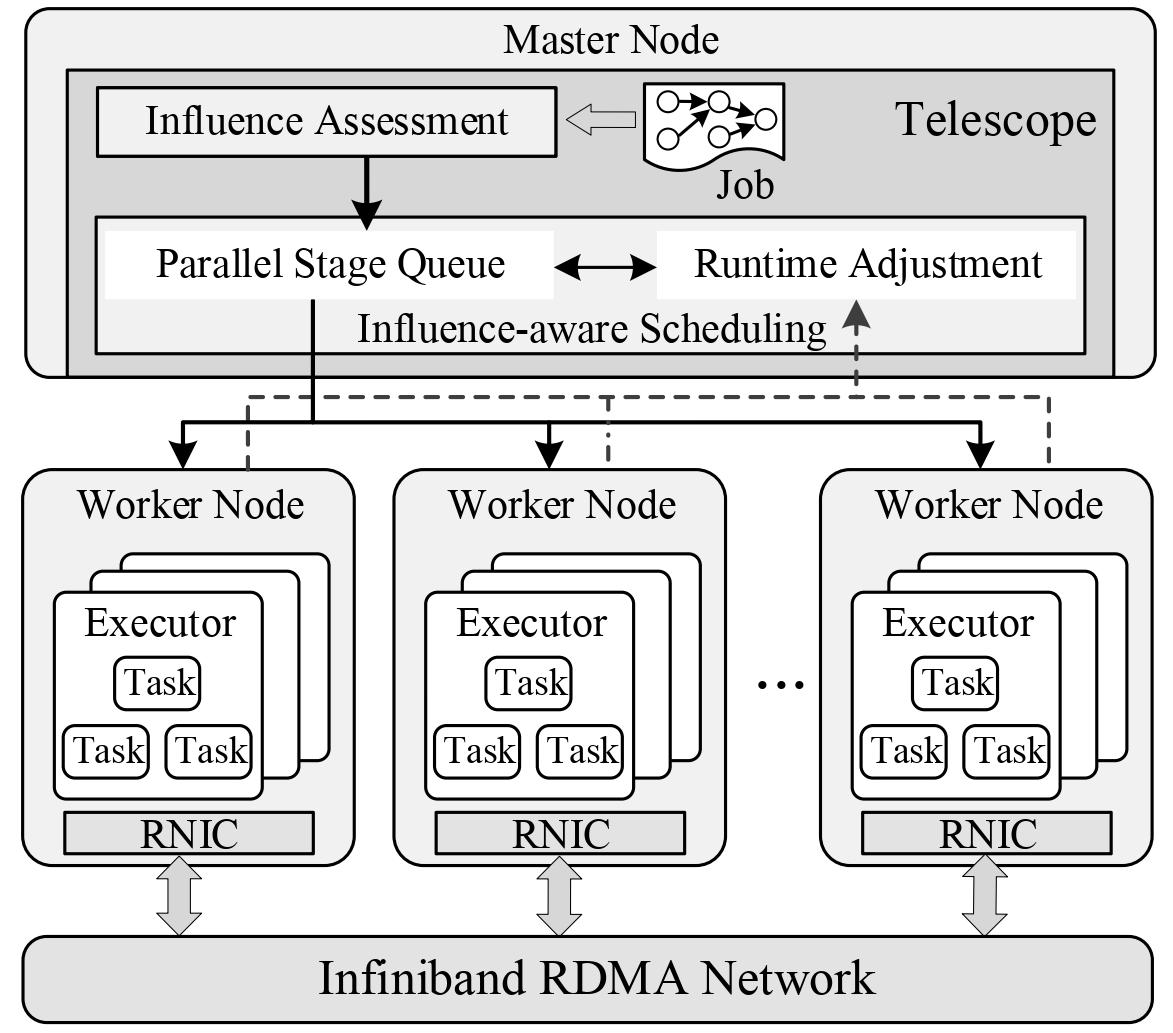 Master Node
Influence Assessment
Telescope
Job
Parallel Stage Queue
Runtime Adjustment
Influence-aware Scheduling
Worker Node
Executor
Task
Task
Task
RNIC
Worker Node
Executor
Task
Task
Task
RNIC
...
Worker Node
Executor
Task
Task
Task
RNIC
Infiniband RDMA Network